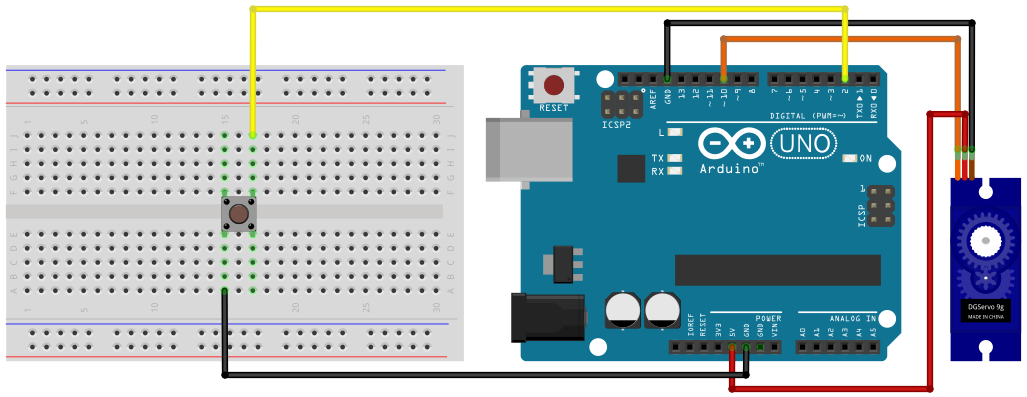 1 5 10 15 20 25 30
J J
I I
H H
G G
F F
E E
D D
C C
B B
A A
1 5 10 15 20 25 30
RESET
ICSP2
AREF
GND
13
12
~11
~10
~9
8
7
~6
~5
4
~3
2
TXD▶1
RXD◀0
DIGITAL (PWM=~)
L
TX
RX
Arduino™
UNO
ON
1
ICSP
POWER
ANALOG IN
IOREF
RESET
3V3
5V
GND
GND
VIN
A0
A1
A2
A3
A4
A5
DGServo 9g
MADE IN CHINA